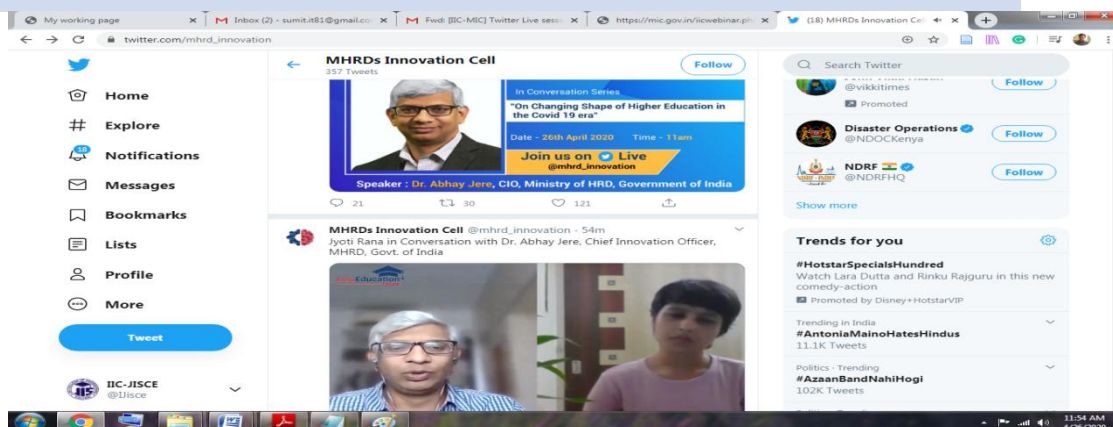 My working page
Inbox (2) - sumit.it81@gmail.co
Fwd: [IIC-MIC] Twitter Live sess
https://mic.gov.in/iicwebinar.ph
(18) MHRDs Innovation Ce
twitter.com/mhrd_innovation
Home
Explore
18
Notifications
Messages
Bookmarks
Lists
Profile
More
Tweet
IIC-JISCE
@IJisce
MHRDs Innovation Cell
357 Tweets
Follow
In Conversation Series
"On Changing Shape of Higher Education in
the Covid 19 era"
Date - 26th April 2020 Time - 11am
Join us on Live
@mhrd_innovation
Speaker : Dr. Abhay Jere, CIO, Ministry of HRD, Government of India
21 30 121
MHRDs Innovation Cell @mhrd_innovation · 54m
Jyoti Rana in Conversation with Dr. Abhay Jere, Chief Innovation Officer,
MHRD, Govt. of India
Search Twitter
@vikkitimes
Follow
Promoted
Disaster Operations
@NDOCKenya
Follow
NDRF
@NDRFHQ
Follow
Show more
Trends for you
#HotstarSpecialsHundred
Watch Lara Dutta and Rinku Rajguru in this new
comedy-action
Promoted by Disney+HotstarVIP
Trending in India
#AntoniaMainoHatesHindus
11.1K Tweets
Politics · Trending
#AzaanBandNahiHogi
102K Tweets
11:54 AM
4/26/2020